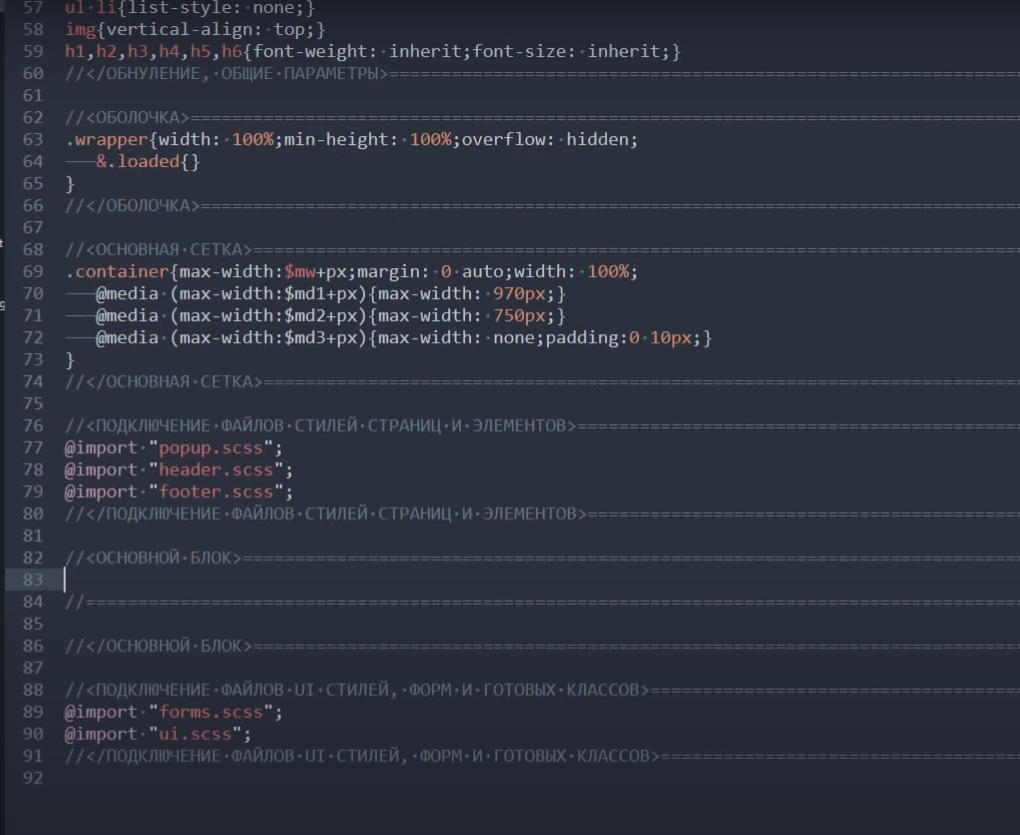 57 ul li{list-style: none;}
58 img{vertical-align: top;}
59 h1,h2,h3,h4,h5,h6{font-weight: inherit;font-size: inherit;}
60 //</ОБНУЛЕНИЕ, ОБЩИЕ ПАРАМЕТРЫ>==========================================================
61
62 //<ОБОЛОЧКА>==========================================================
63 .wrapper{width: 100%;min-height: 100%;overflow: hidden;
64 &.loaded{}
65 }
66 //</ОБОЛОЧКА>==========================================================
67
68 //<ОСНОВНАЯ СЕТКА>==========================================================
69 .container{max-width:$mw+px;margin: 0 auto;width: 100%;
70 @media (max-width:$md1+px){max-width: 970px;}
71 @media (max-width:$md2+px){max-width: 750px;}
72 @media (max-width:$md3+px){max-width: none;padding:0 10px;}
73 }
74 //</ОСНОВНАЯ СЕТКА>==========================================================
75
76 //<ПОДКЛЮЧЕНИЕ ФАЙЛОВ СТИЛЕЙ СТРАНИЦ И ЭЛЕМЕНТОВ>==========================================
77 @import "popup.scss";
78 @import "header.scss";
79 @import "footer.scss";
80 //</ПОДКЛЮЧЕНИЕ ФАЙЛОВ СТИЛЕЙ СТРАНИЦ И ЭЛЕМЕНТОВ>==========================================
81
82 //<ОСНОВНОЙ БЛОК>==========================================================
83
84 //==========================================================
85
86 //</ОСНОВНОЙ БЛОК>==========================================================
87
88 //<ПОДКЛЮЧЕНИЕ ФАЙЛОВ UI СТИЛЕЙ, ФОРМ И ГОТОВЫХ КЛАССОВ>===================================
89 @import "forms.scss";
90 @import "ui.scss";
91 //</ПОДКЛЮЧЕНИЕ ФАЙЛОВ UI СТИЛЕЙ, ФОРМ И ГОТОВЫХ КЛАССОВ>===================================
92